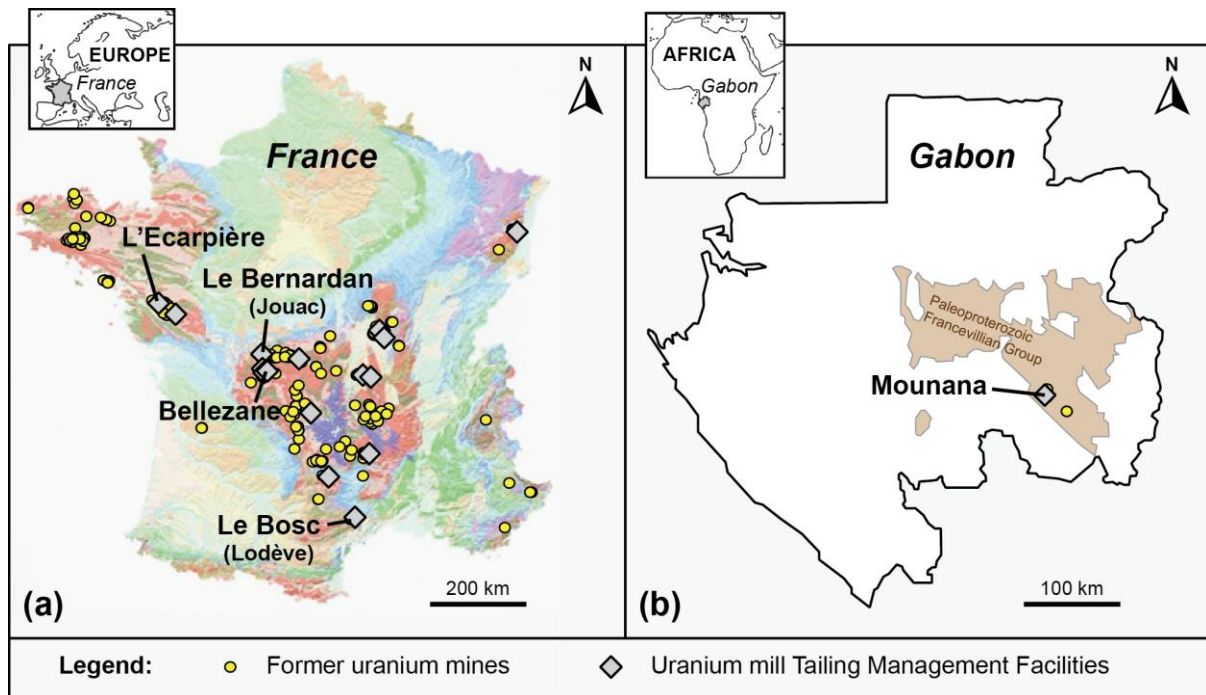 EUROPE
France
N
France
L'Ecarpière
Le Bernardan
(Jouac)
Bellezane
Le Bosc
(Lodève)
200 km
(a)
AFRICA
Gabon
N
Gabon
Paleoproterozoic
Francevillian Group
Mounana
100 km
(b)
Legend: Former uranium mines Uranium mill Tailing Management Facilities